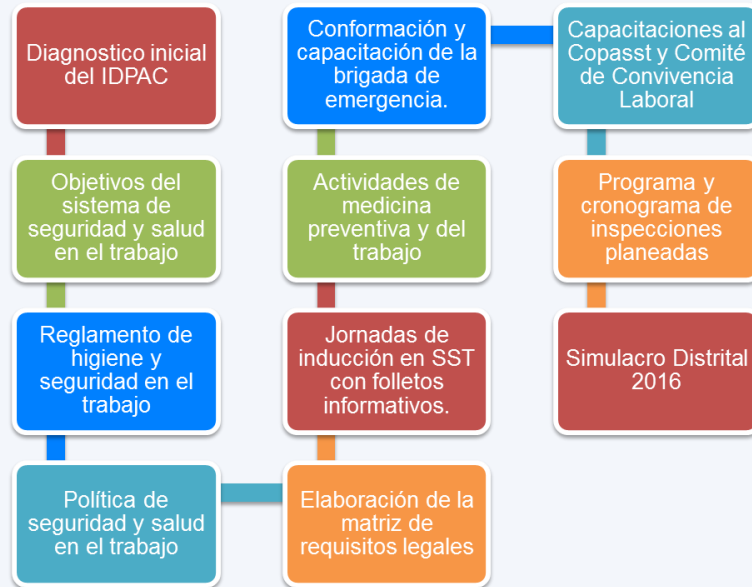 Diagnostico inicial
del IDPAC
Objetivos del
sistema de
seguridad y salud
en el trabajo
Reglamento de
higiene y
seguridad en el
trabajo
Política de
seguridad y salud
en el trabajo
Elaboración de la
matriz de
requisitos legales
Jornadas de
inducción en SST
con folletos
informativos.
Actividades de
medicina
preventiva y del
trabajo
Conformación y
capacitación de la
brigada de
emergencia.
Capacitaciones al
Copasst y Comité
de Convivencia
Laboral
Programa y
cronograma de
inspecciones
planeadas
Simulacro Distrital
2016